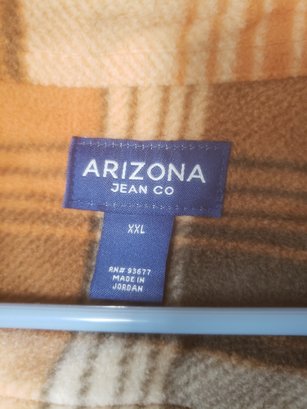 ARIZONA
JEAN CO
XXL
RN# 93677
MADE IN
JORDAN